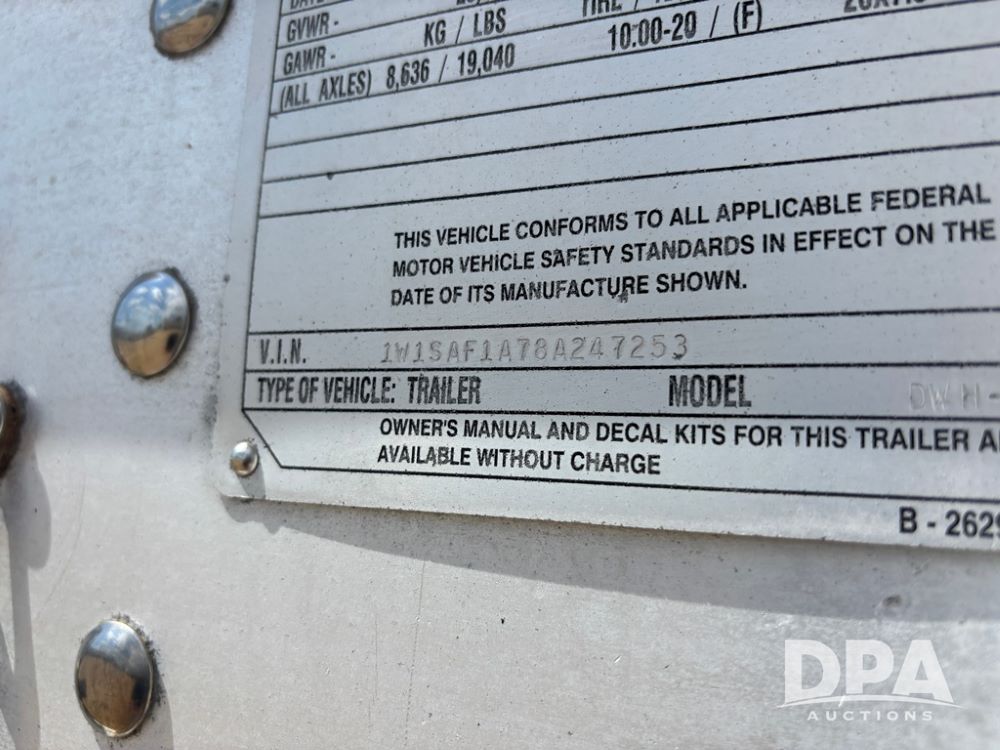 GVWR -
GAWR - KG / LBS
(ALL AXLES) 8,636 / 19,040 10:00-20 / (F)
THIS VEHICLE CONFORMS TO ALL APPLICABLE FEDERAL
MOTOR VEHICLE SAFETY STANDARDS IN EFFECT ON THE
DATE OF ITS MANUFACTURE SHOWN.
V.I.N. 1W1SAF1A78A247253
TYPE OF VEHICLE: TRAILER MODEL DWH-
OWNER'S MANUAL AND DECAL KITS FOR THIS TRAILER
AVAILABLE WITHOUT CHARGE
B - 2629
DPA
AUCTIONS